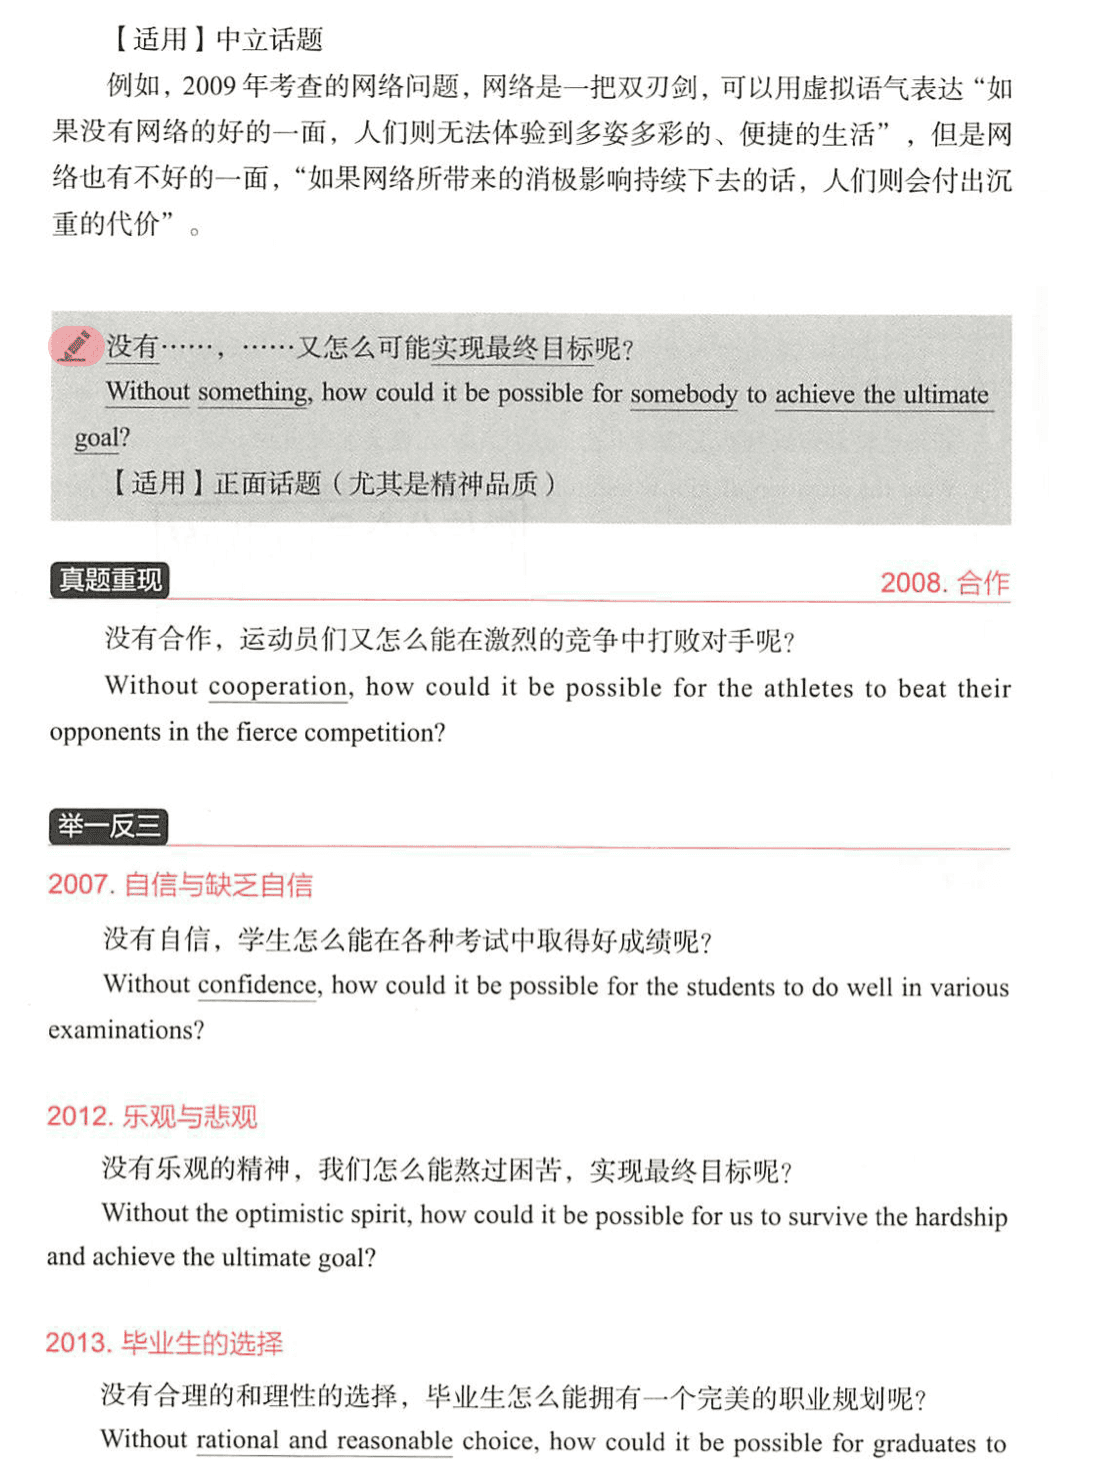 【适用】中立话题
例如，2009年考查的网络问题，网络是一把双刃剑，可以用虚拟语气表达“如
果没有网络的好的一面，人们则无法体验到多姿多彩的、便捷的生活”，但是网
络也有不好的一面，“如果网络所带来的消极影响持续下去的话，人们则会付出沉
重的代价”。
没有……，……又怎么可能实现最终目标呢？
Without something, how could it be possible for somebody to achieve the ultimate
goal?
【适用】正面话题（尤其是精神品质）
真题重现 2008. 合作
没有合作，运动员们又怎么能在激烈的竞争中打败对手呢？
Without cooperation, how could it be possible for the athletes to beat their
opponents in the fierce competition?
举一反三
2007. 自信与缺乏自信
没有自信，学生怎么能在各种考试中取得好成绩呢？
Without confidence, how could it be possible for the students to do well in various
examinations?
2012. 乐观与悲观
没有乐观的精神，我们怎么能熬过困苦，实现最终目标呢？
Without the optimistic spirit, how could it be possible for us to survive the hardship
and achieve the ultimate goal?
2013. 毕业生的选择
没有合理的和理性的选择，毕业生怎么能拥有一个完美的职业规划呢？
Without rational and reasonable choice, how could it be possible for graduates to